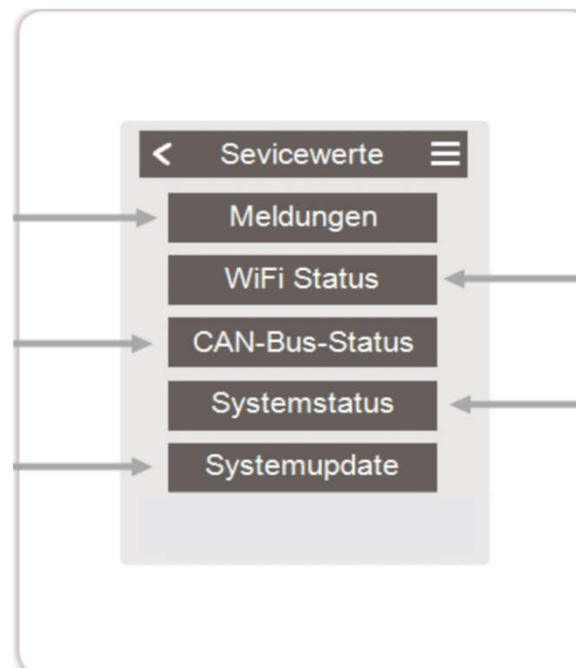 Sevicewerte
Meldungen
WiFi Status
CAN-Bus-Status
Systemstatus
Systemupdate